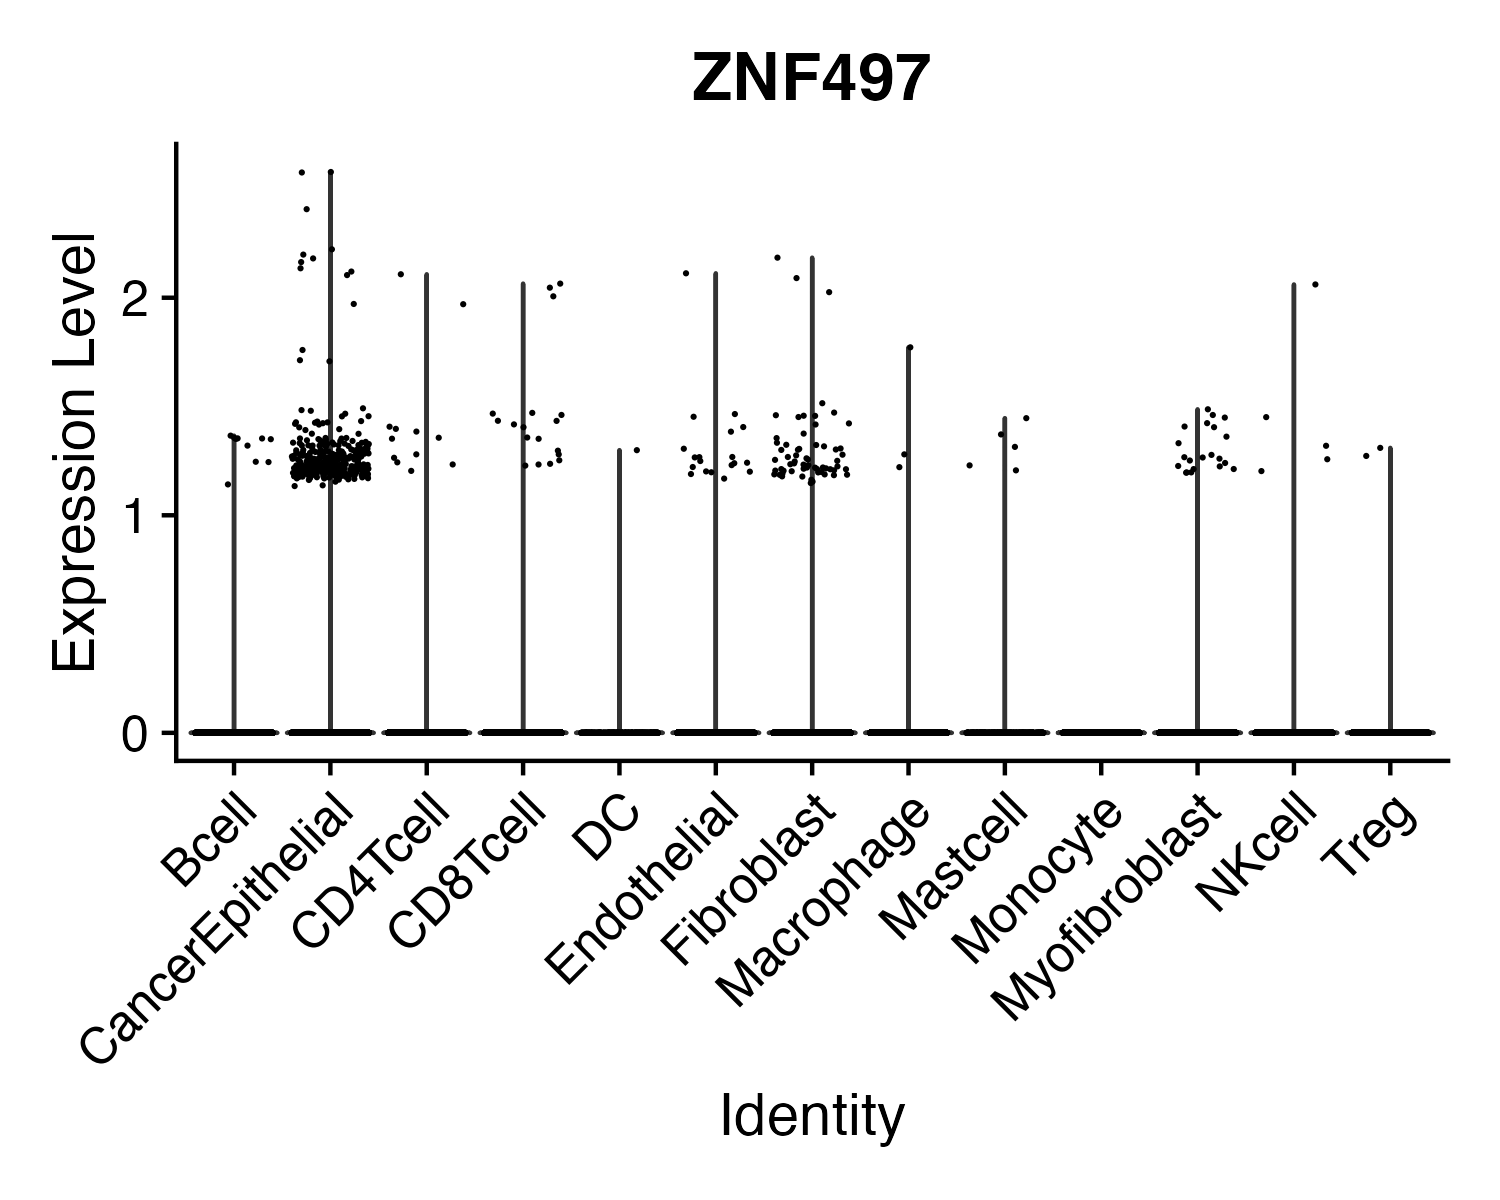 ZNF497
Expression Level
2
1
0
Bcell
CancerEpithelial
CD4Tcell
CD8Tcell
DC
Endothelial
Fibroblast
Macrophage
Mastcell
Monocyte
Myofibroblast
NKcell
Treg
Identity